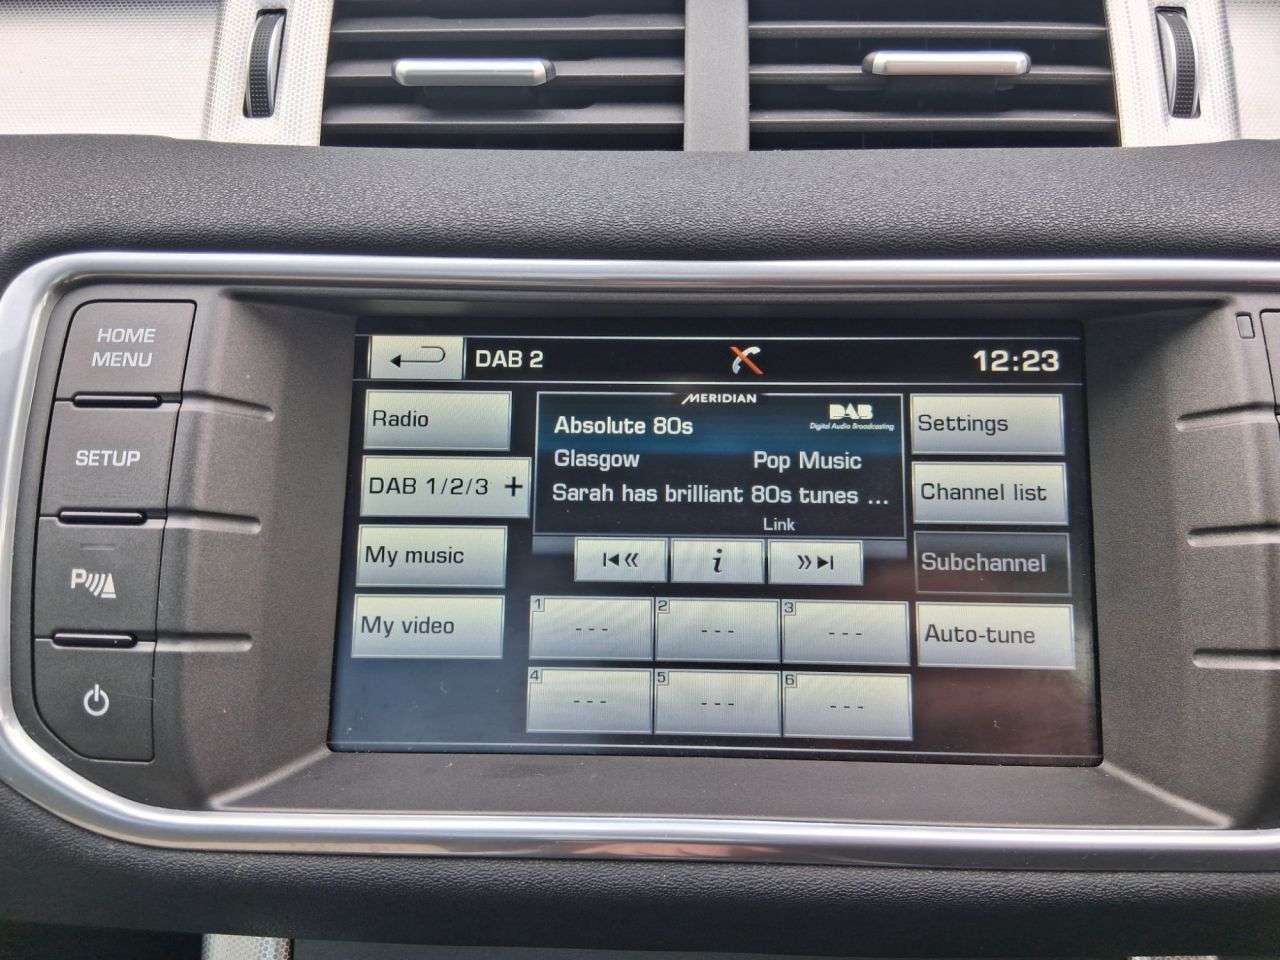 HOME
MENU
SETUP
P
DAB 2
12:23
Radio
DAB 1/2/3 +
My music
My video
MERIDIAN
Absolute 80s
DAB
Digital Audio Broadcasting
Glasgow
Pop Music
Sarah has brilliant 80s tunes ...
Link
i
1
---
2
---
3
---
4
---
5
---
6
---
Settings
Channel list
Subchannel
Auto-tune